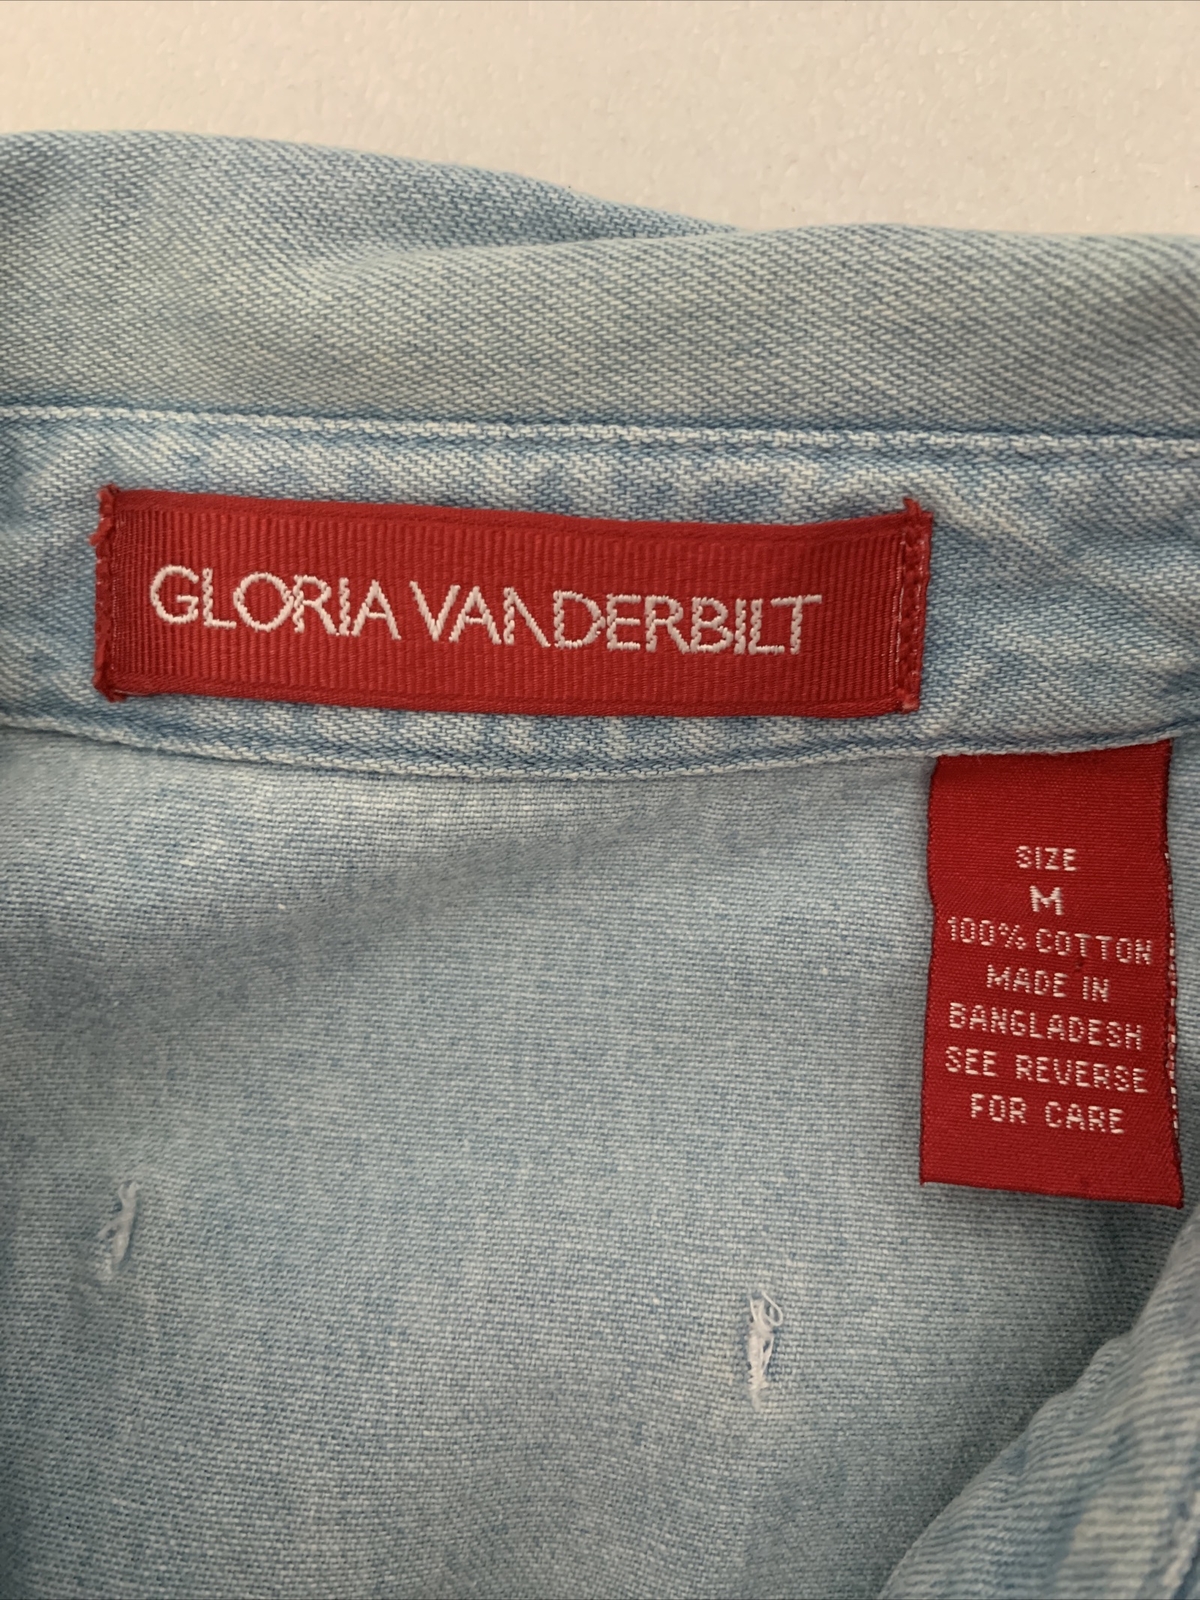 GLORIA VANDERBILT
SIZE
M
100% COTTON
MADE IN
BANGLADESH
SEE REVERSE
FOR CARE